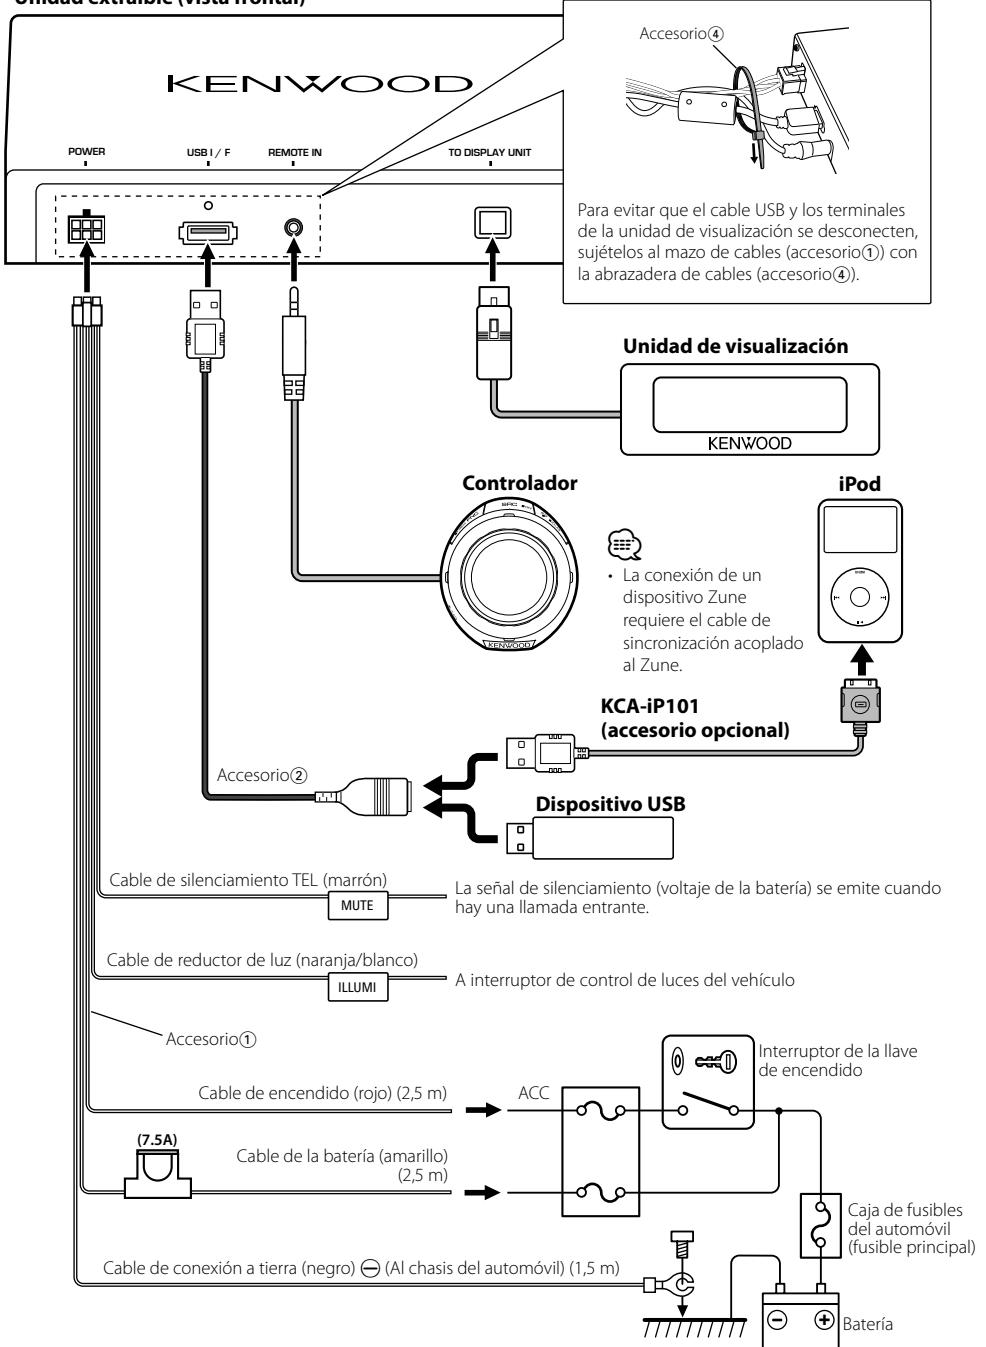 Unidad extraíble (vista frontal)
KENWOOD
POWER
USB I / F
REMOTE IN
TO DISPLAY UNIT
Accesorio④
Para evitar que el cable USB y los terminales
de la unidad de visualización se desconecten,
sujételos al mazo de cables (accesorio①) con
la abrazadera de cables (accesorio④).
Unidad de visualización
KENWOOD
Controlador
SRC
KENWOOD
iPod
MENU
• La conexión de un
dispositivo Zune
requiere el cable de
sincronización acoplado
al Zune.
KCA-iP101
(accesorio opcional)
Accesorio②
Dispositivo USB
Cable de silenciamiento TEL (marrón)
MUTE
La señal de silenciamiento (voltaje de la batería) se emite cuando
hay una llamada entrante.
Cable de reductor de luz (naranja/blanco)
ILLUMI
A interruptor de control de luces del vehículo
Accesorio①
Interruptor de la llave
de encendido
Cable de encendido (rojo) (2,5 m)
ACC
(7.5A)
Cable de la batería (amarillo)
(2,5 m)
Caja de fusibles
del automóvil
(fusible principal)
Cable de conexión a tierra (negro) ⊖ (Al chasis del automóvil) (1,5 m)
⊖ ⊕ Batería